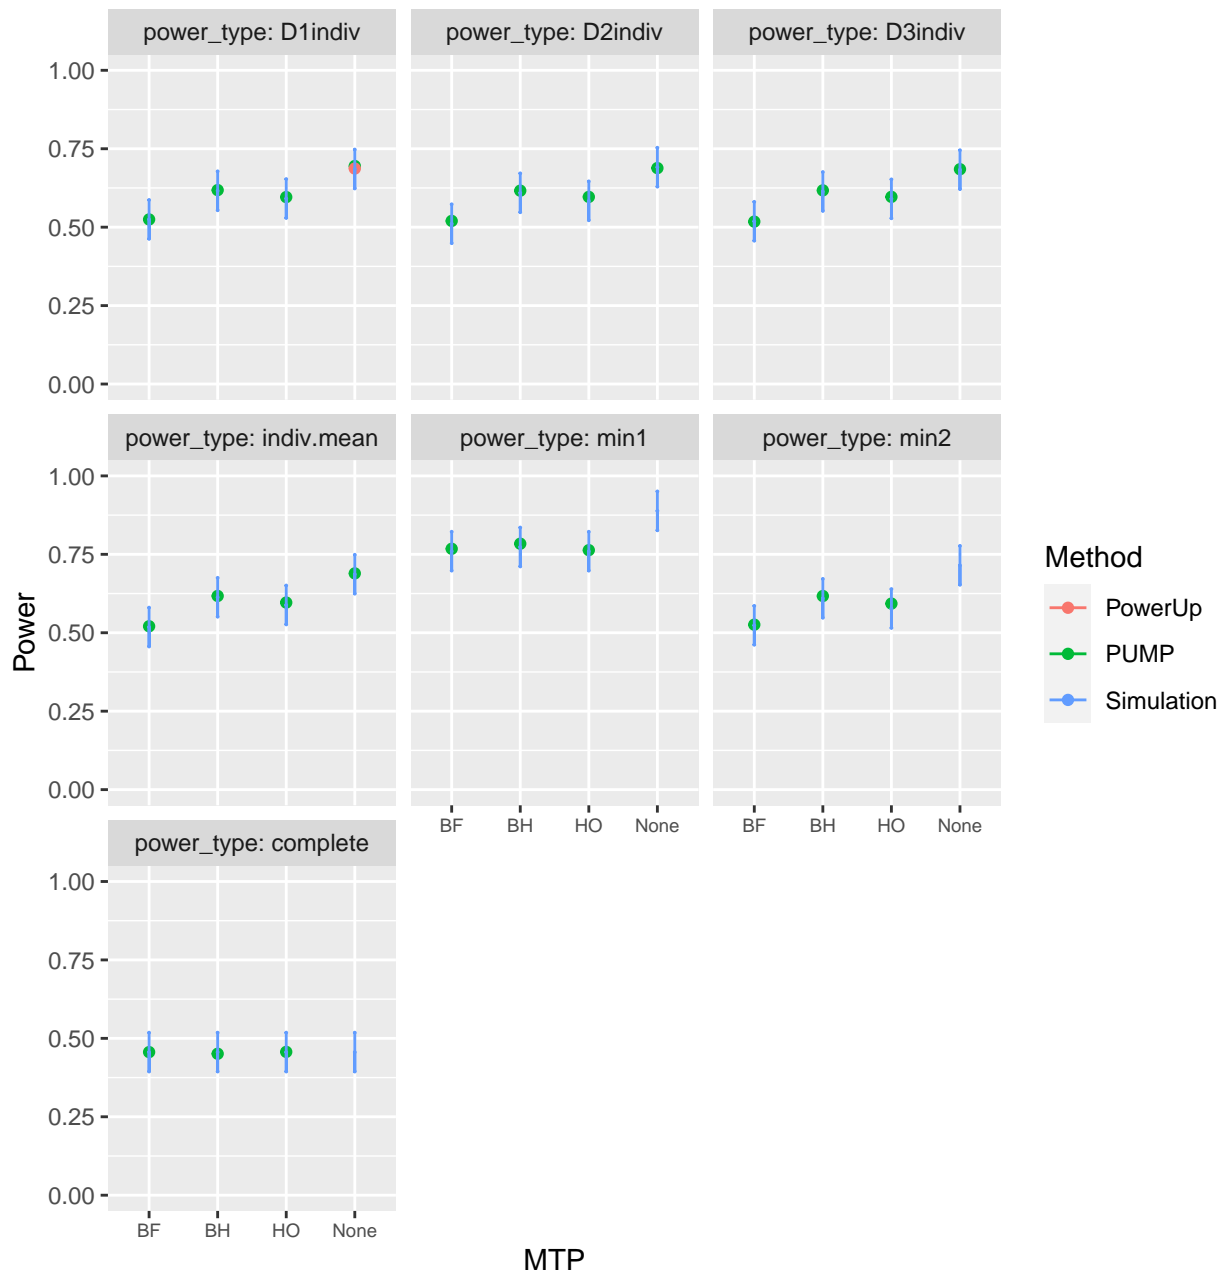 power_type: D1indiv
power_type: D2indiv
power_type: D3indiv
1.00
0.75
0.50
0.25
0.00
power_type: indiv.mean
power_type: min1
power_type: min2
1.00
0.75
0.50
0.25
0.00
BF BH HO None
BF BH HO None
power_type: complete
1.00
0.75
0.50
0.25
0.00
BF BH HO None
Power
MTP
Method
PowerUp
PUMP
Simulation